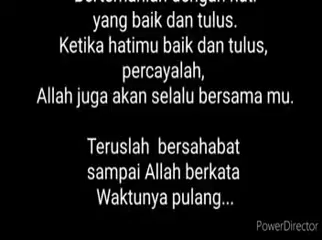 yang baik dan tulus.
Ketika hatimu baik dan tulus,
percayalah,
Allah juga akan selalu bersama mu.
Teruslah bersahabat
sampai Allah berkata
Waktunya pulang...
PowerDirector